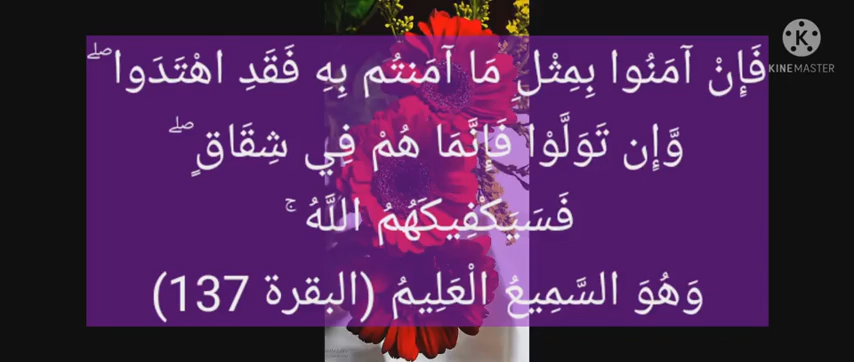 فَإِنْ آمَنُوا بِمِثْلِ مَا آمَنتُم بِهِ فَقَدِ اهْتَدَوا ۖ
وَّإِن تَوَلَّوْا فَإِنَّمَا هُمْ فِي شِقَاقٍ ۖ
فَسَيَكْفِيكَهُمُ اللَّهُ ۚ
وَهُوَ السَّمِيعُ الْعَلِيمُ (البقرة 137)
KINEMASTER